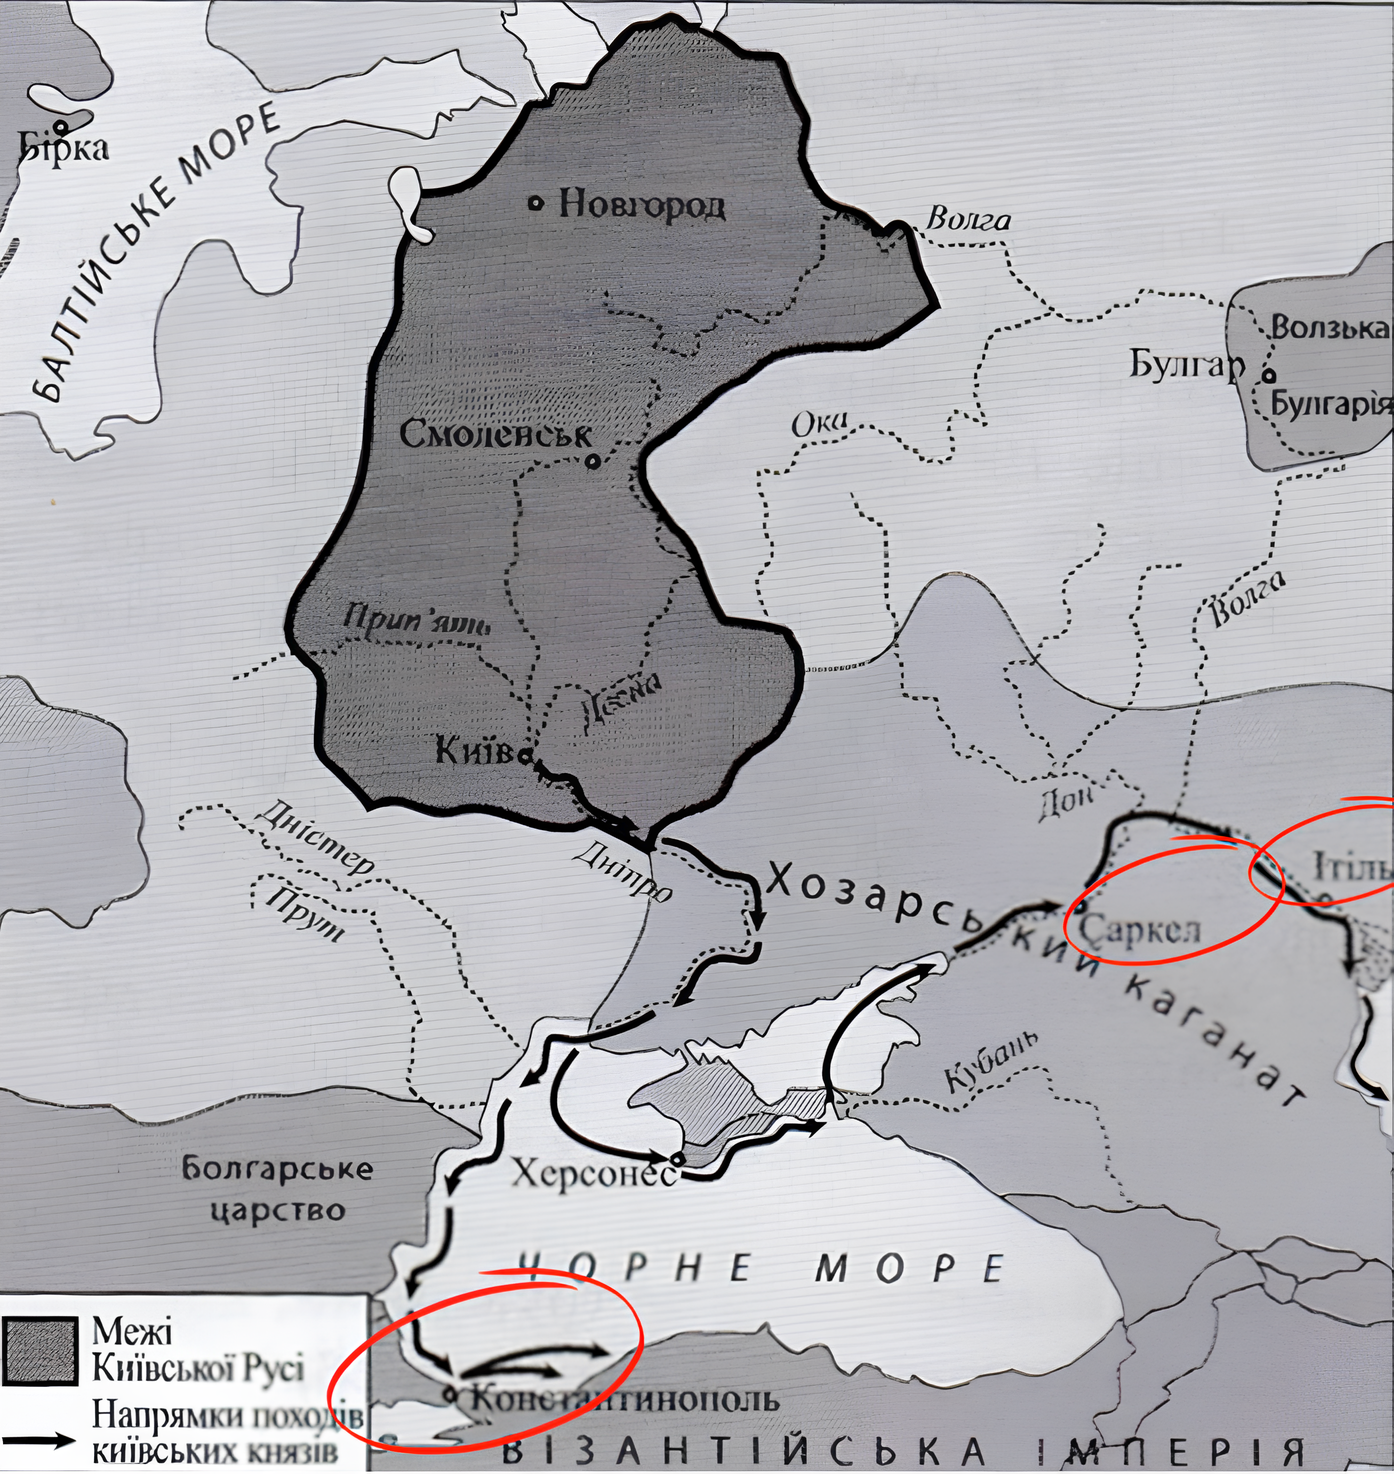 Бірка
БАЛТІЙСЬКЕ МОРЕ
Новгород
Волга
Волзька
Булгар
Булгарія
Ока
Смоленськ
Волга
Прип'ять
Десна
Київ
Дон
Дністер
Дніпро
Прут
Хозарський каганат
Ітіль
Саркел
Кубань
Болгарське
царство
Херсонес
ЧОРНЕ МОРЕ
Константинополь
ВІЗАНТІЙСЬКА ІМПЕРІЯ
Межі
Київської Русі
Напрямки походів
київських князів